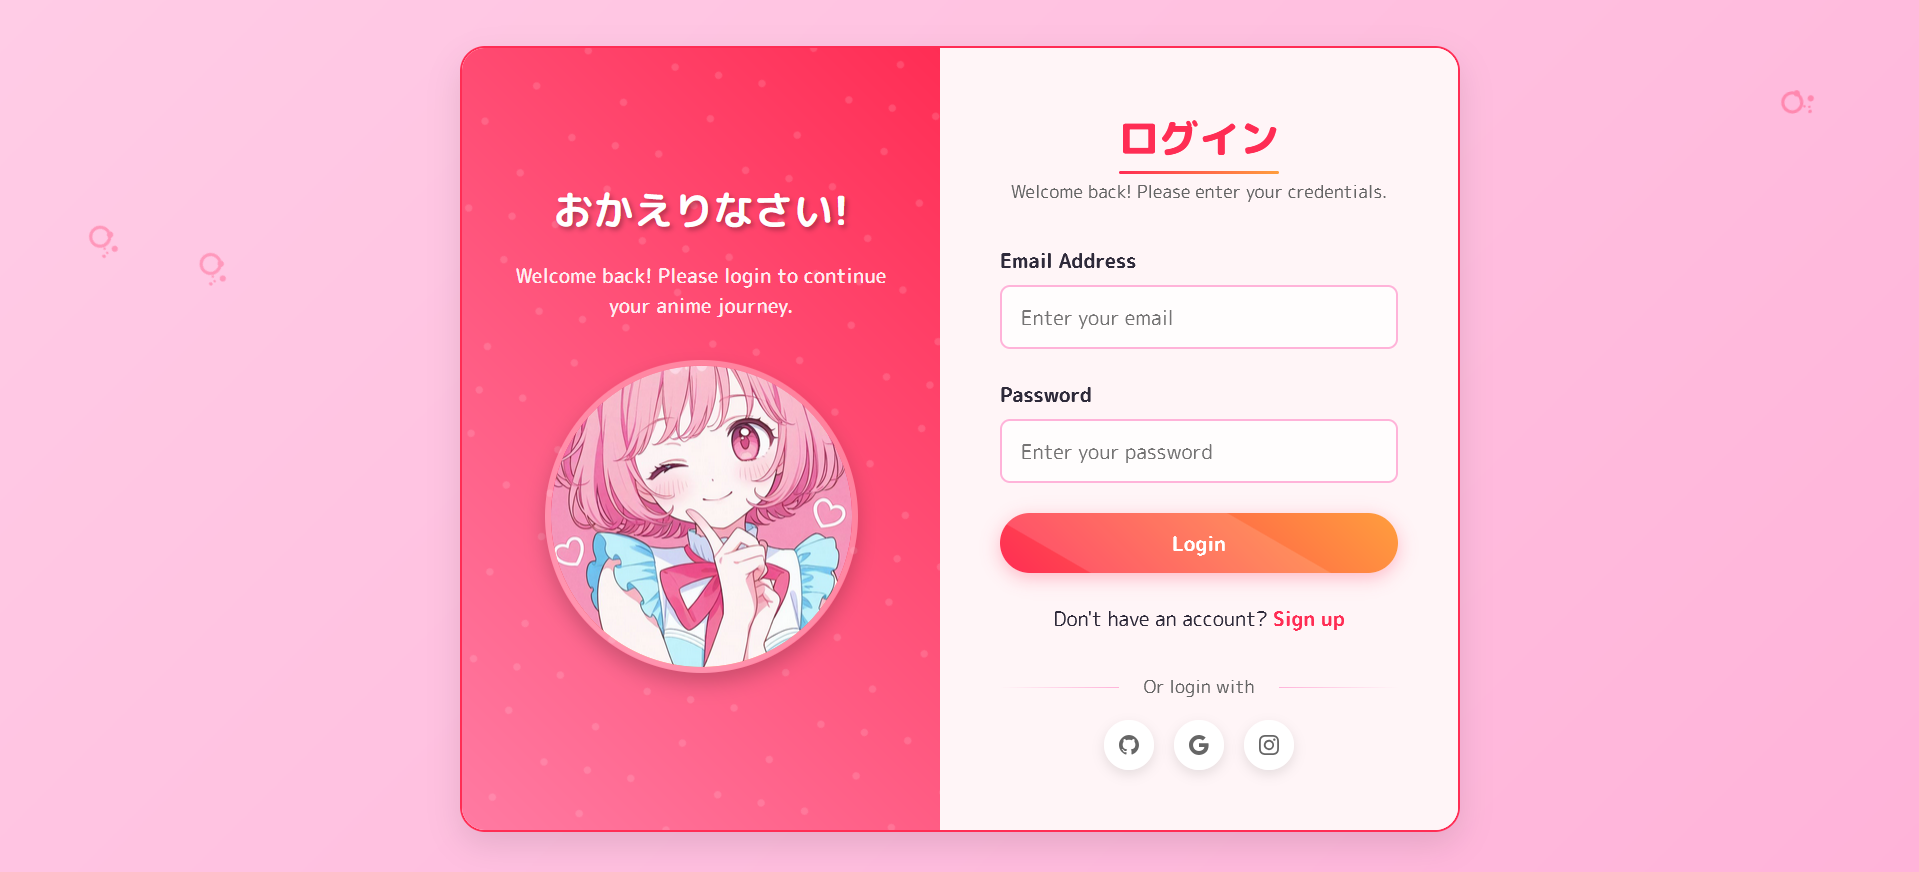 おかえりなさい!
Welcome back! Please login to continue
your anime journey.
ログイン
Welcome back! Please enter your credentials.
Email Address
Enter your email
Password
Enter your password
Login
Don't have an account? Sign up
Or login with